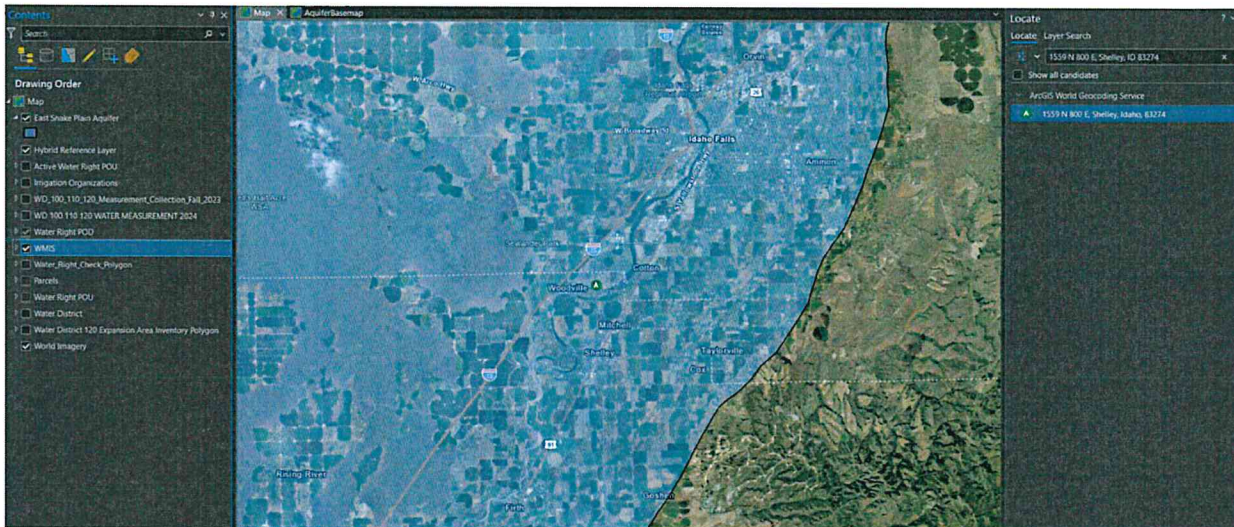 Contents
Search
Drawing Order
Map
East Snake Plain Aquifer
Hybrid Reference Layer
Active Water Right POU
Irrigation Organizations
WD_100_110_120_Measurement_Collection_Fall_2023
WD 100 110 120 WATER MEASUREMENT 2024
Water Right POD
WMIS
Water_Right_Check_Polygon
Parcels
Water Right POU
Water District
Water District 120 Expansion Area Inventory Polygon
World Imagery
Map
AquiferBasemap
Orvin
W Broadway St
Idaho Falls
Ammon
Cotton
Woodville
Mitchell
Shelley
Taylorville
Cox
91
Rising River
Firth
Goshen
Locate
?
Locate Layer Search
1559 N 800 E, Shelley, ID 83274
Show all candidates
ArcGIS World Geocoding Service
A 1559 N 800 E, Shelley, Idaho, 83274